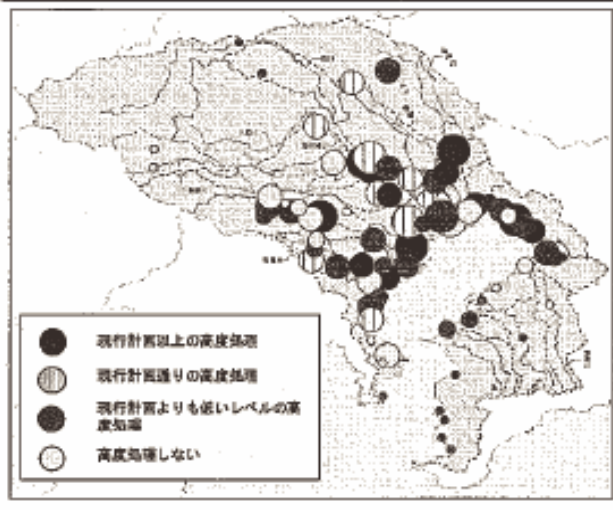 現行計画以上の高度処理
現行計画通りの高度処理
現行計画よりも低いレベルの高
度処理
高度処理しない